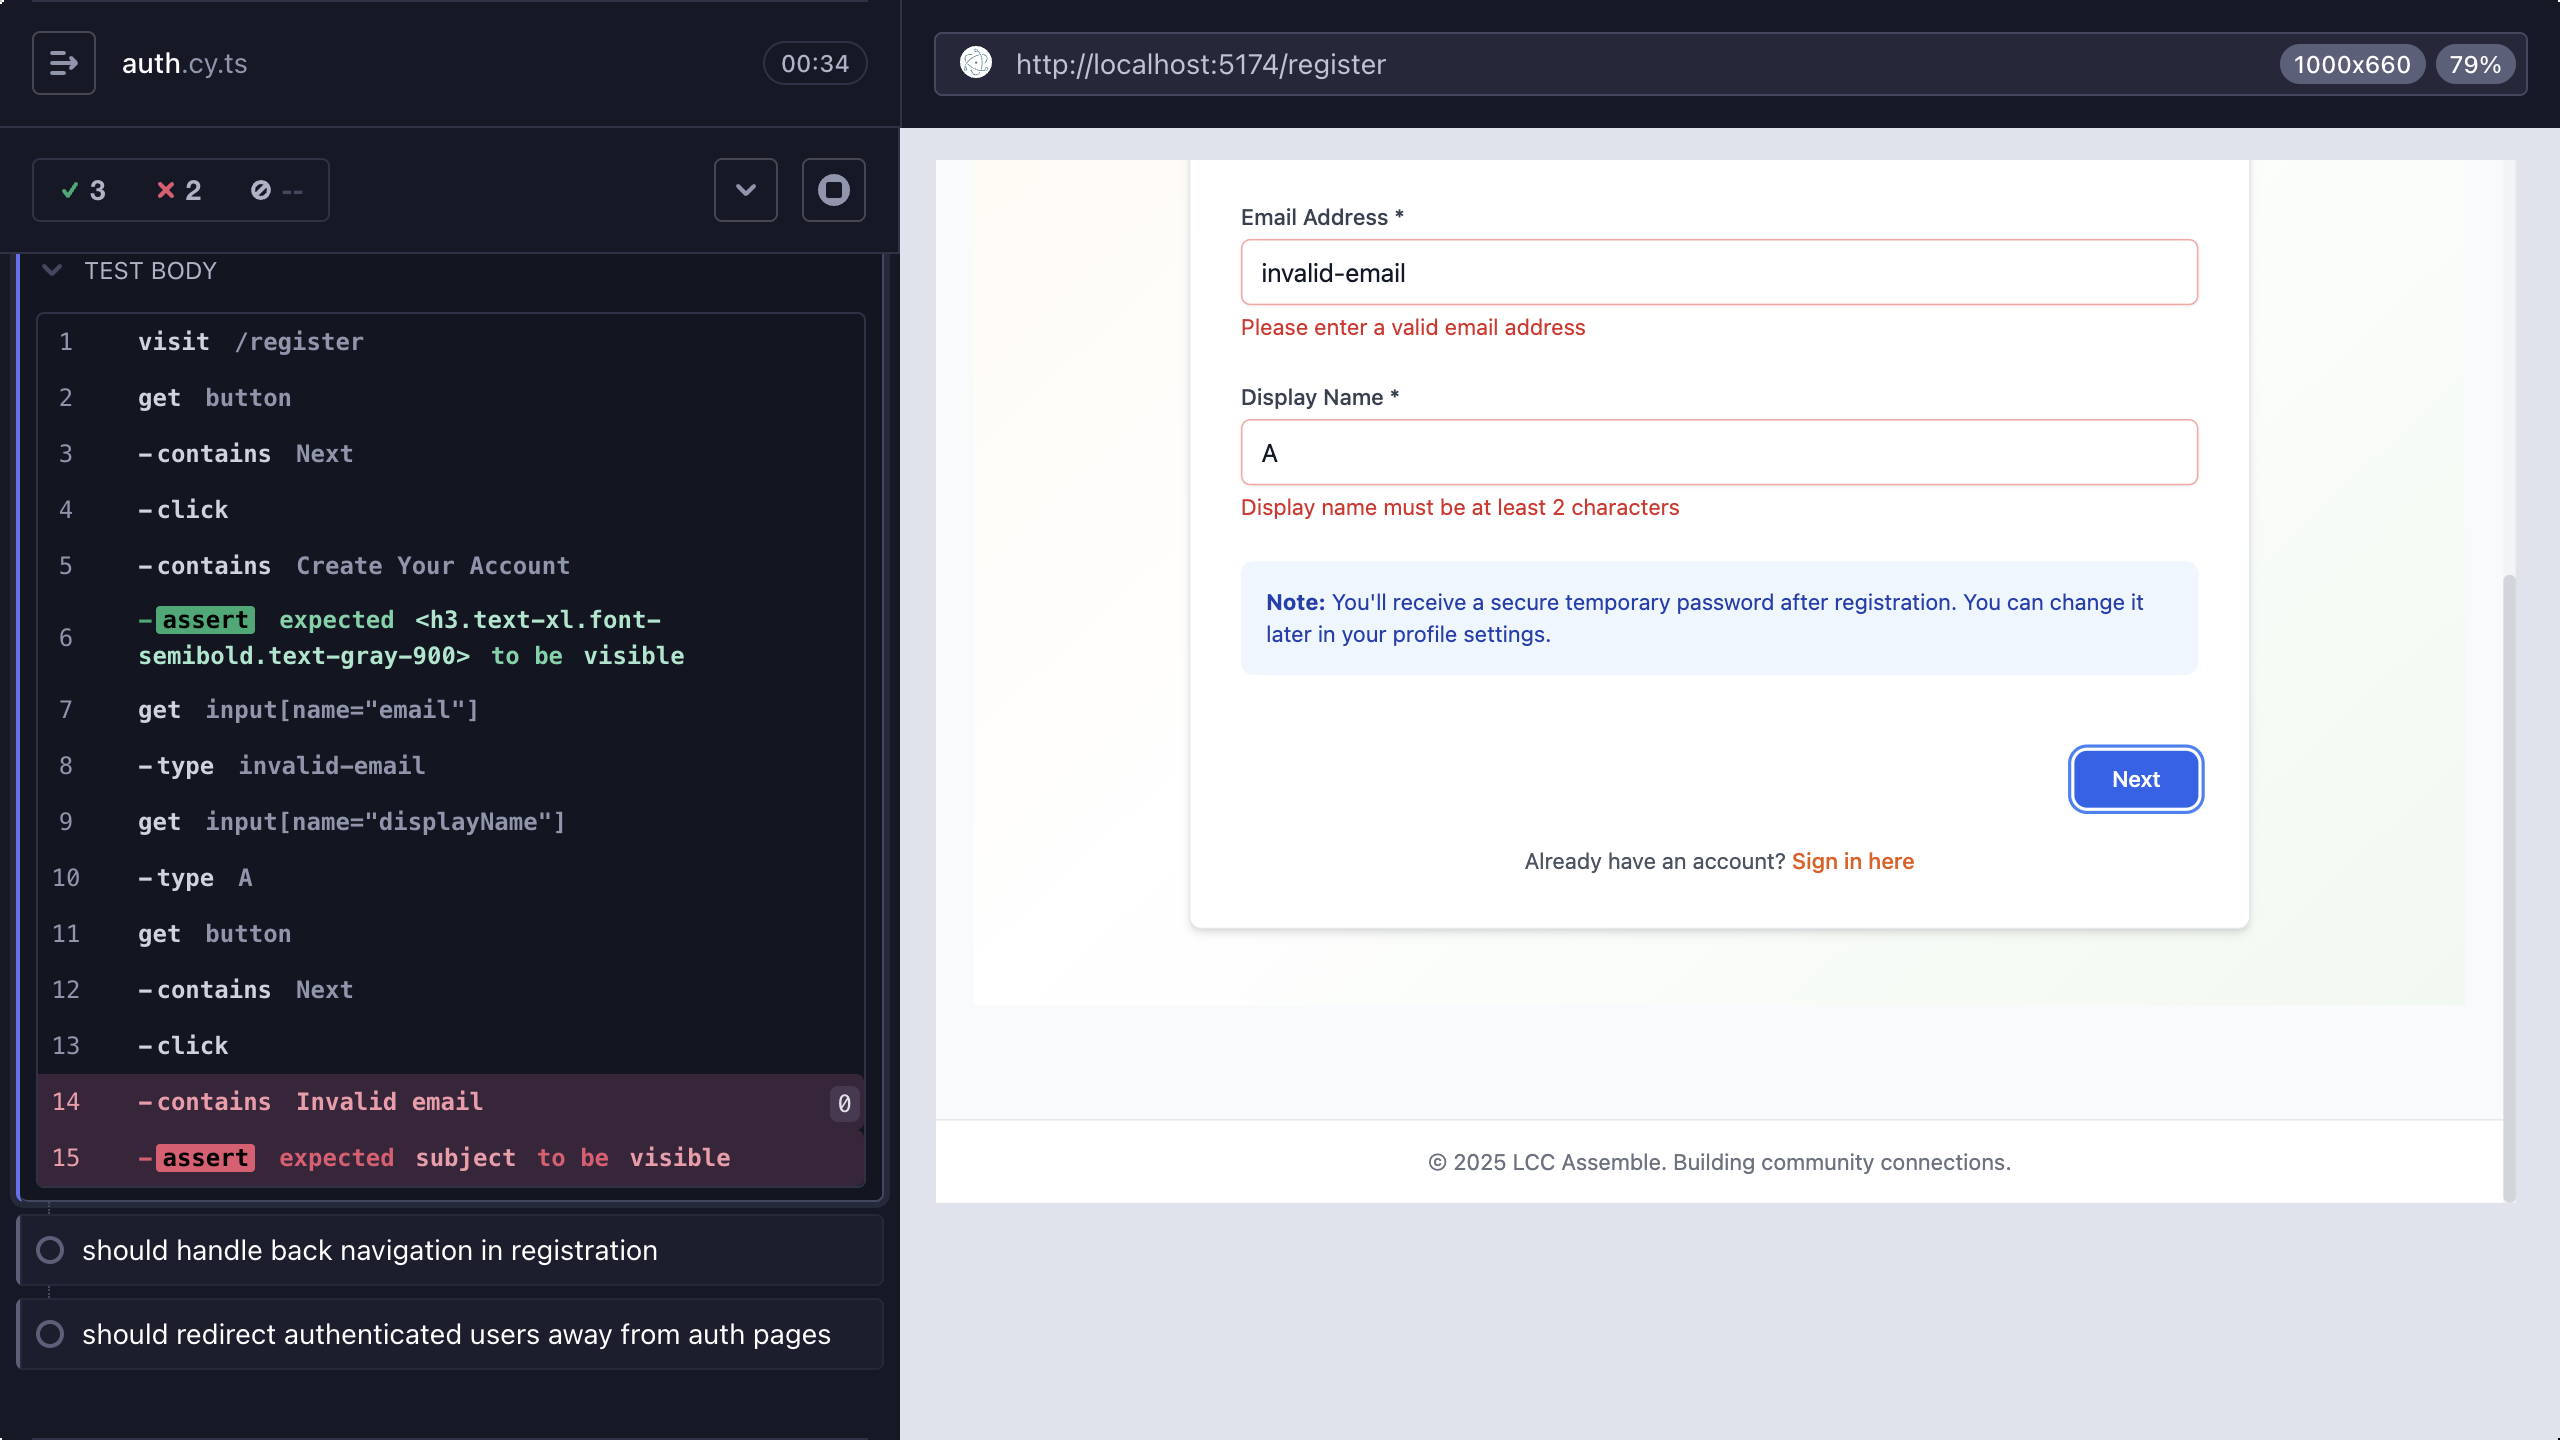 auth.cy.ts
00:34
3 2 --
TEST BODY
1 visit /register
2 get button
3 -contains Next
4 -click
5 -contains Create Your Account
6 -assert expected <h3.text-xl.font-
semibold.text-gray-900> to be visible
7 get input[name="email"]
8 -type invalid-email
9 get input[name="displayName"]
10 -type A
11 get button
12 -contains Next
13 -click
14 -contains Invalid email 0
15 -assert expected subject to be visible
should handle back navigation in registration
should redirect authenticated users away from auth pages
http://localhost:5174/register
1000x660
79%
Email Address *
invalid-email
Please enter a valid email address
Display Name *
A
Display name must be at least 2 characters
Note: You'll receive a secure temporary password after registration. You can change it
later in your profile settings.
Next
Already have an account? Sign in here
© 2025 LCC Assemble. Building community connections.